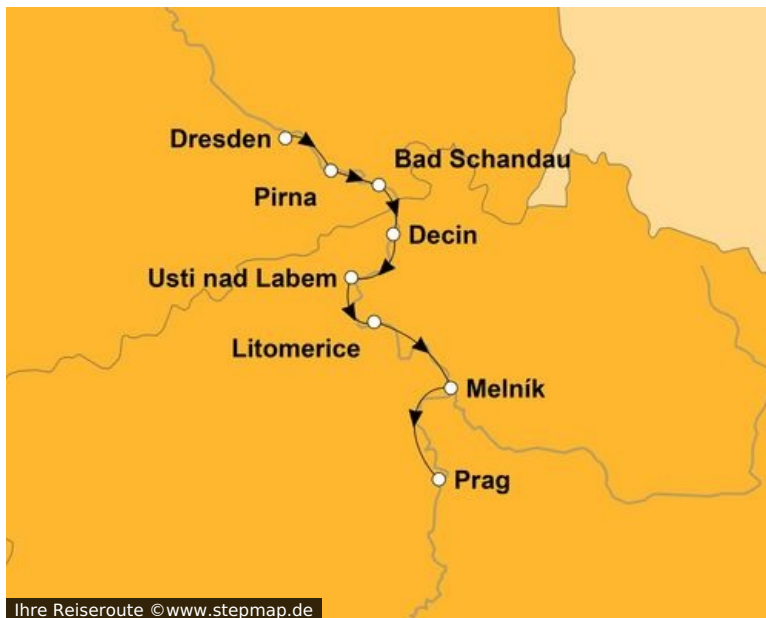 Dresden
Bad Schandau
Pirna
Decin
Usti nad Labem
Litomerice
Melník
Prag
Ihre Reiseroute ©www.stepmap.de